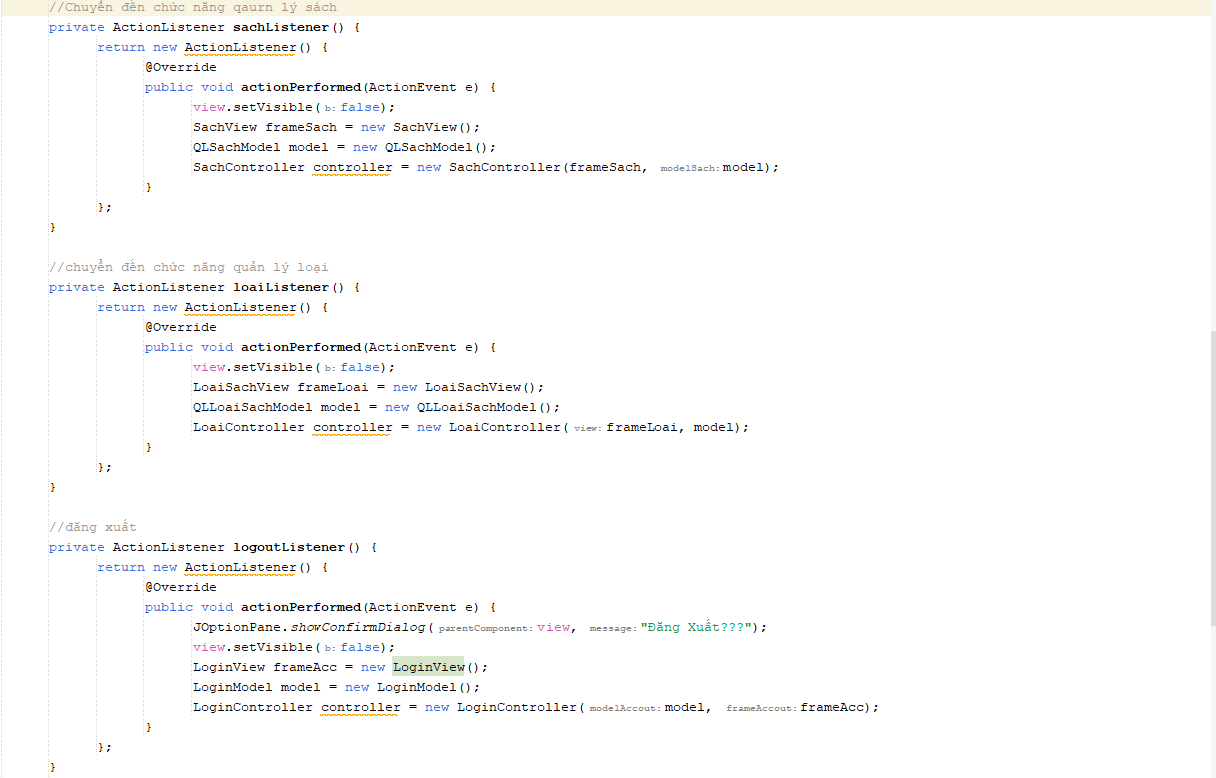 //Chuyển đến chức năng qaurn lý sách
private ActionListener sachListener() {
return new ActionListener() {
@Override
public void actionPerformed(ActionEvent e) {
view.setVisible( b: false);
SachView frameSach = new SachView();
QLSachModel model = new QLSachModel();
SachController controller = new SachController(frameSach, modelSach: model);
}
};
}
//chuyển đến chức năng quản lý loại
private ActionListener loaiListener() {
return new ActionListener() {
@Override
public void actionPerformed(ActionEvent e) {
view.setVisible( b: false);
LoaiSachView frameLoai = new LoaiSachView();
QLLoaiSachModel model = new QLLoaiSachModel();
LoaiController controller = new LoaiController( view: frameLoai, model);
}
};
}
//đăng xuất
private ActionListener logoutListener() {
return new ActionListener() {
@Override
public void actionPerformed(ActionEvent e) {
JOptionPane.showConfirmDialog( parentComponent: view, message: "Đăng Xuất???");
view.setVisible( b: false);
LoginView frameAcc = new LoginView();
LoginModel model = new LoginModel();
LoginController controller = new LoginController( modelAccout: model, frameAccout: frameAcc);
}
};
}